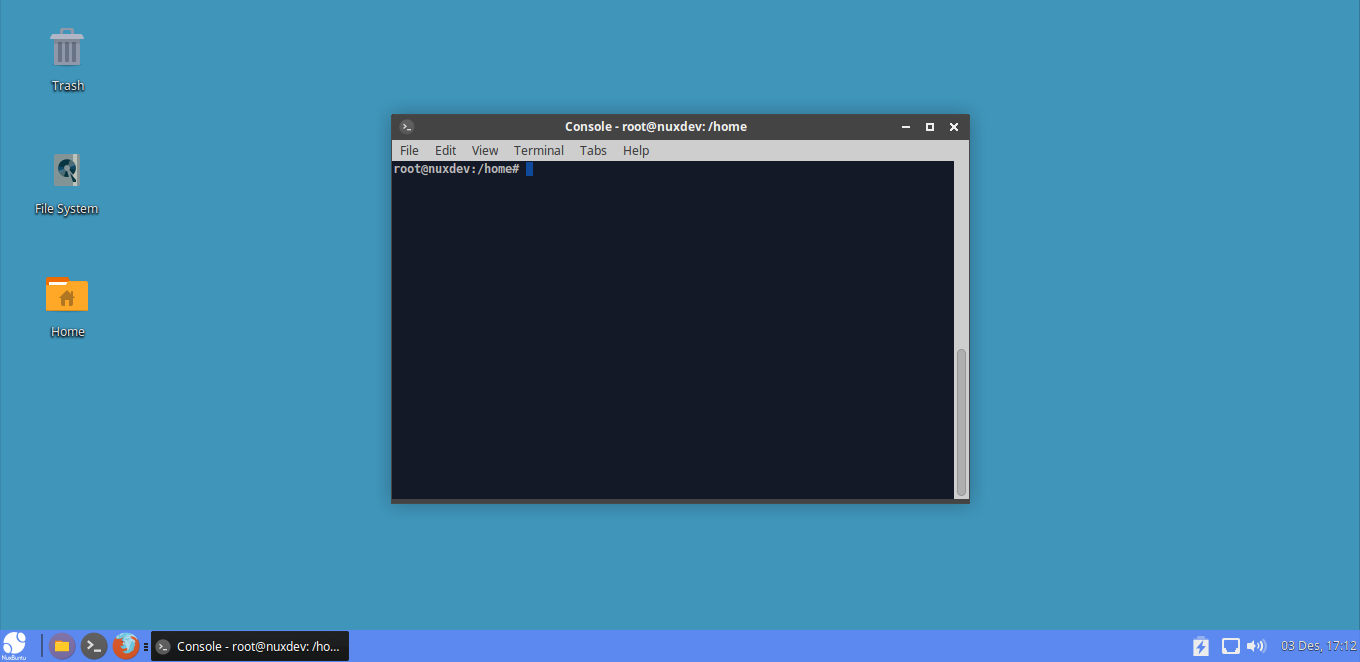 Trash
File System
Home
Console - root@nuxdev: /home
File Edit View Terminal Tabs Help
root@nuxdev:/home#
NuxBuntu
Console - root@nuxdev: /ho...
03 Des, 17:12